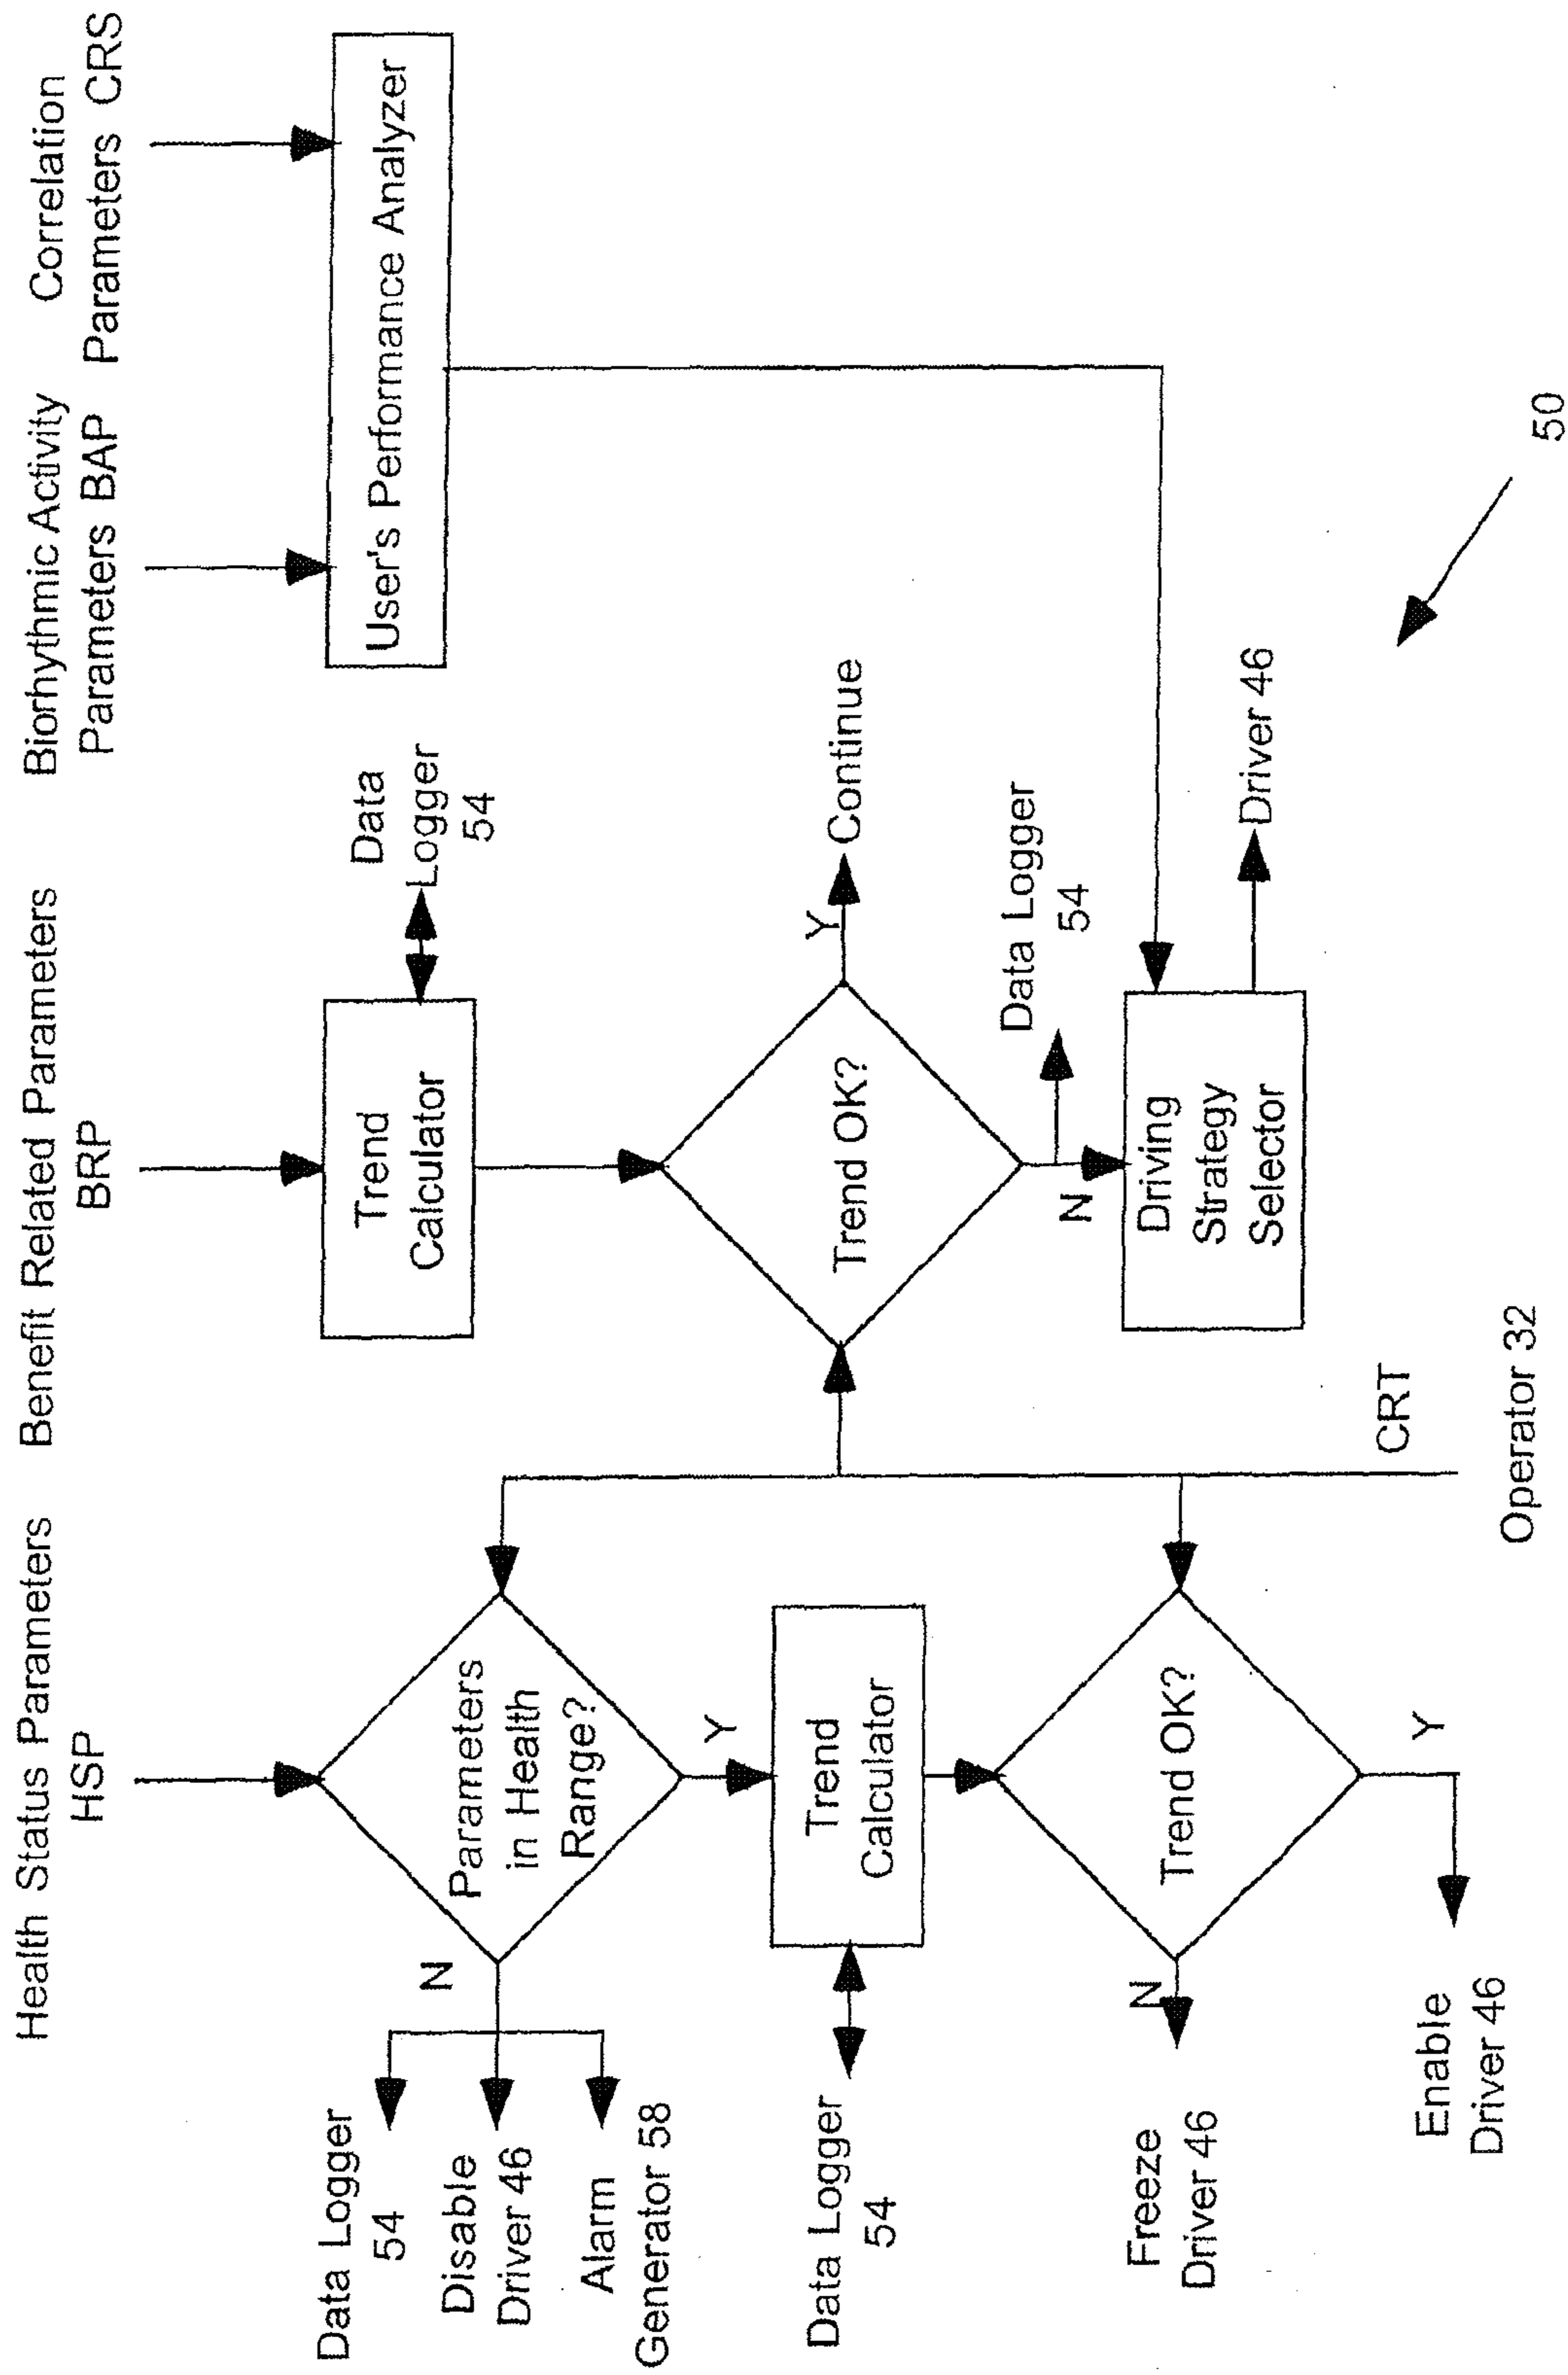 Health Status Parameters
HSP
Benefit Related Parameters
BRP
Biorhythmic Activity
Parameters BAP
Correlation
Parameters CRS
Parameters
in Health
Range?
N
Data Logger
54
Disable
Driver 46
Alarm
Generator 58
Y
Trend
Calculator
Data Logger
54
Trend OK?
N
Freeze
Driver 46
Y
Enable
Driver 46
Trend
Calculator
Data
Logger
54
Trend OK?
Y
Continue
N
Data Logger
54
Driving
Strategy
Selector
Driver 46
User's Performance Analyzer
CRT
Operator 32
50